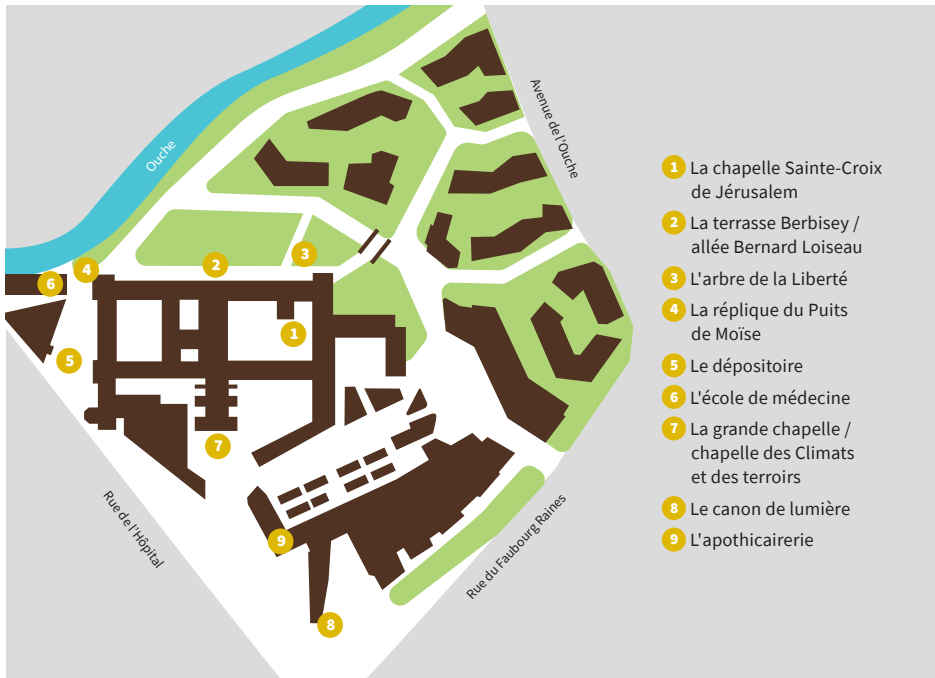 Ouche
Avenue de l'Ouche
Rue de l'Hôpital
Rue du Faubourg Raines
6
4
2
3
1
5
7
9
8
1 La chapelle Sainte-Croix
de Jérusalem
2 La terrasse Berbisey /
allée Bernard Loiseau
3 L'arbre de la Liberté
4 La réplique du Puits
de Moïse
5 Le dépositoire
6 L'école de médecine
7 La grande chapelle /
chapelle des Climats
et des terroirs
8 Le canon de lumière
9 L'apothicairerie